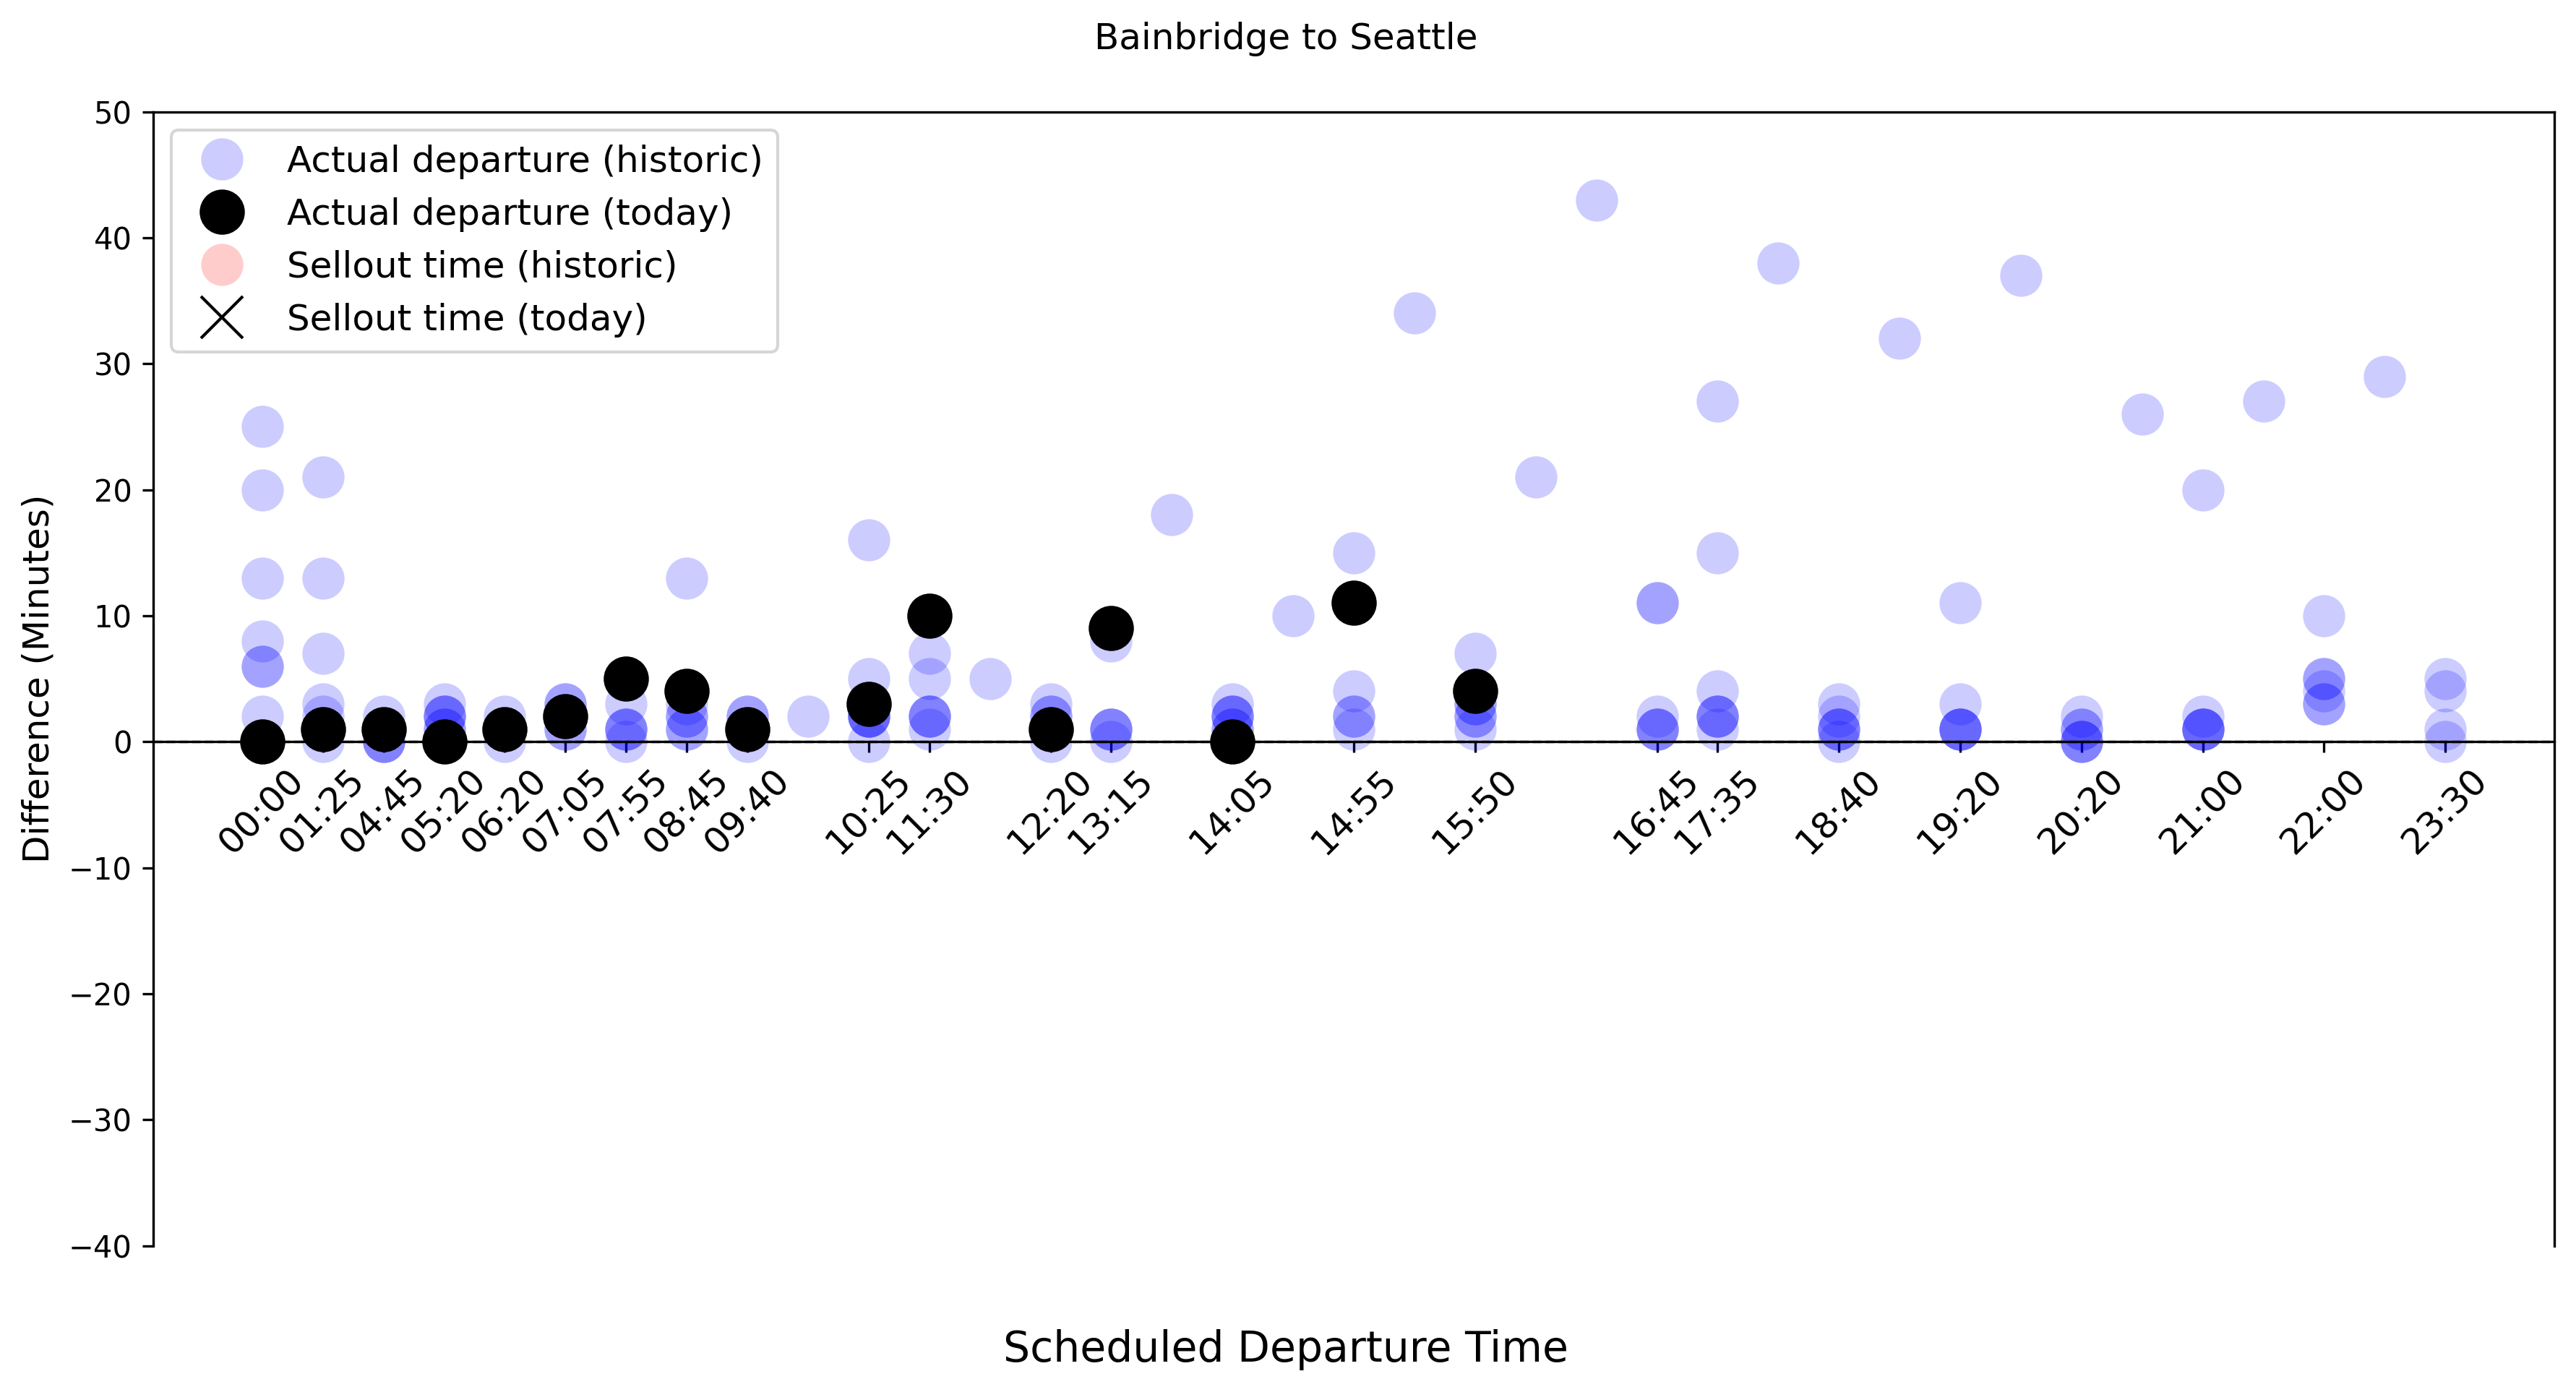 Bainbridge to Seattle
50
40
30
20
10
0
−10
−20
−30
−40
Difference (Minutes)
Actual departure (historic)
Actual departure (today)
Sellout time (historic)
Sellout time (today)
00:00 01:25 04:45 05:20 06:20 07:05 07:55 08:45 09:40 10:25 11:30 12:20 13:15 14:05 14:55 15:50 16:45 17:35 18:40 19:20 20:20 21:00 22:00 23:30
Scheduled Departure Time